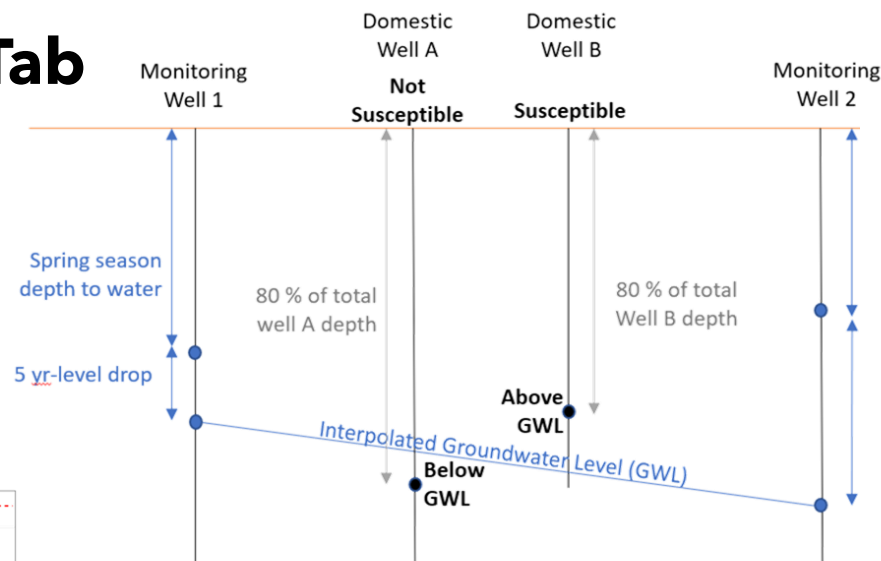 Tab
Domestic
Well A
Domestic
Well B
Monitoring
Well 1
Not
Susceptible
Susceptible
Monitoring
Well 2
Spring season
depth to water
80 % of total
well A depth
80 % of total
Well B depth
5 yr-level drop
Above
GWL
Interpolated Groundwater Level (GWL)
Below
GWL